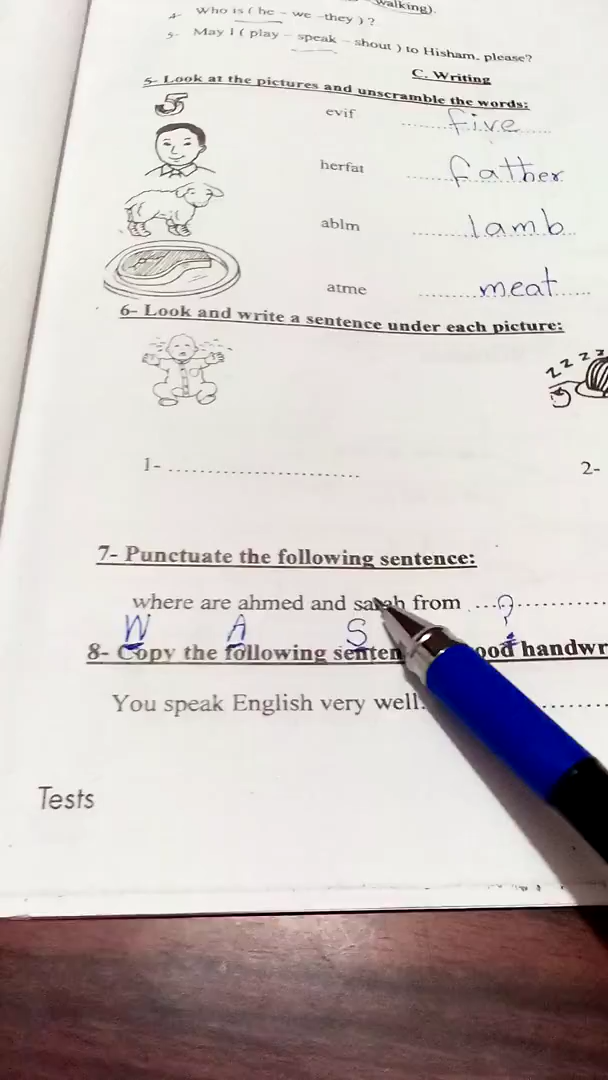 walking).
4- Who is ( he - we -they ) ?
5- May I ( play - speak - shout ) to Hisham, please?
C. Writing
5- Look at the pictures and unscramble the words:
5 evif ........five........
herfat ........father
ablm ........lamb........
atme ........meat........
6- Look and write a sentence under each picture:
z z z z
1- ........................ 2-
7- Punctuate the following sentence:
where are ahmed and sarah from ....?............
W A S
8- Copy the following ood handwr
You speak English very well. ........
Tests